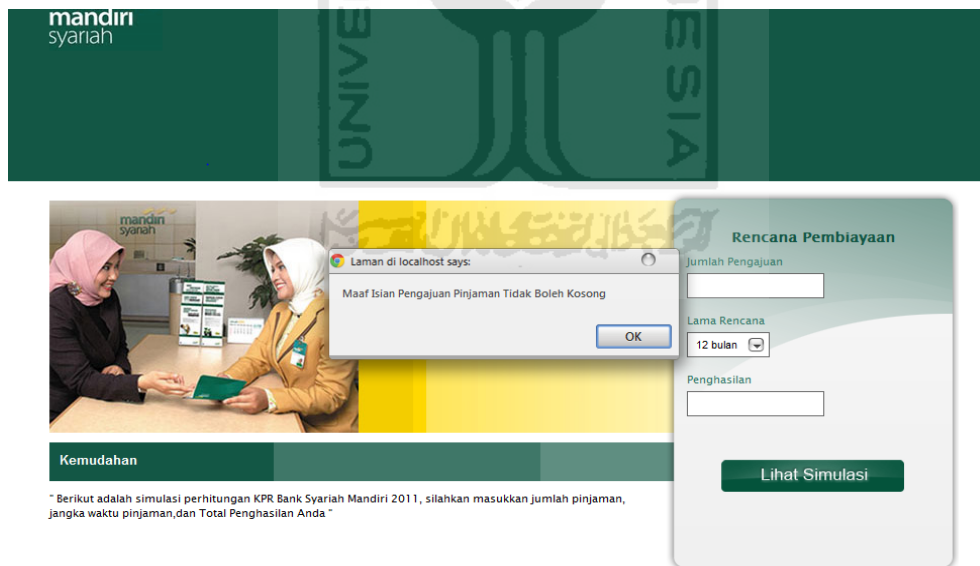 mandiri
syariah
UNIVE
ESIA
mandiri
syariah
Laman di localhost says:
Maaf Isian Pengajuan Pinjaman Tidak Boleh Kosong
OK
Rencana Pembiayaan
Jumlah Pengajuan
Lama Rencana
12 bulan
Penghasilan
Lihat Simulasi
Kemudahan
" Berikut adalah simulasi perhitungan KPR Bank Syariah Mandiri 2011, silahkan masukkan jumlah pinjaman,
jangka waktu pinjaman,dan Total Penghasilan Anda "